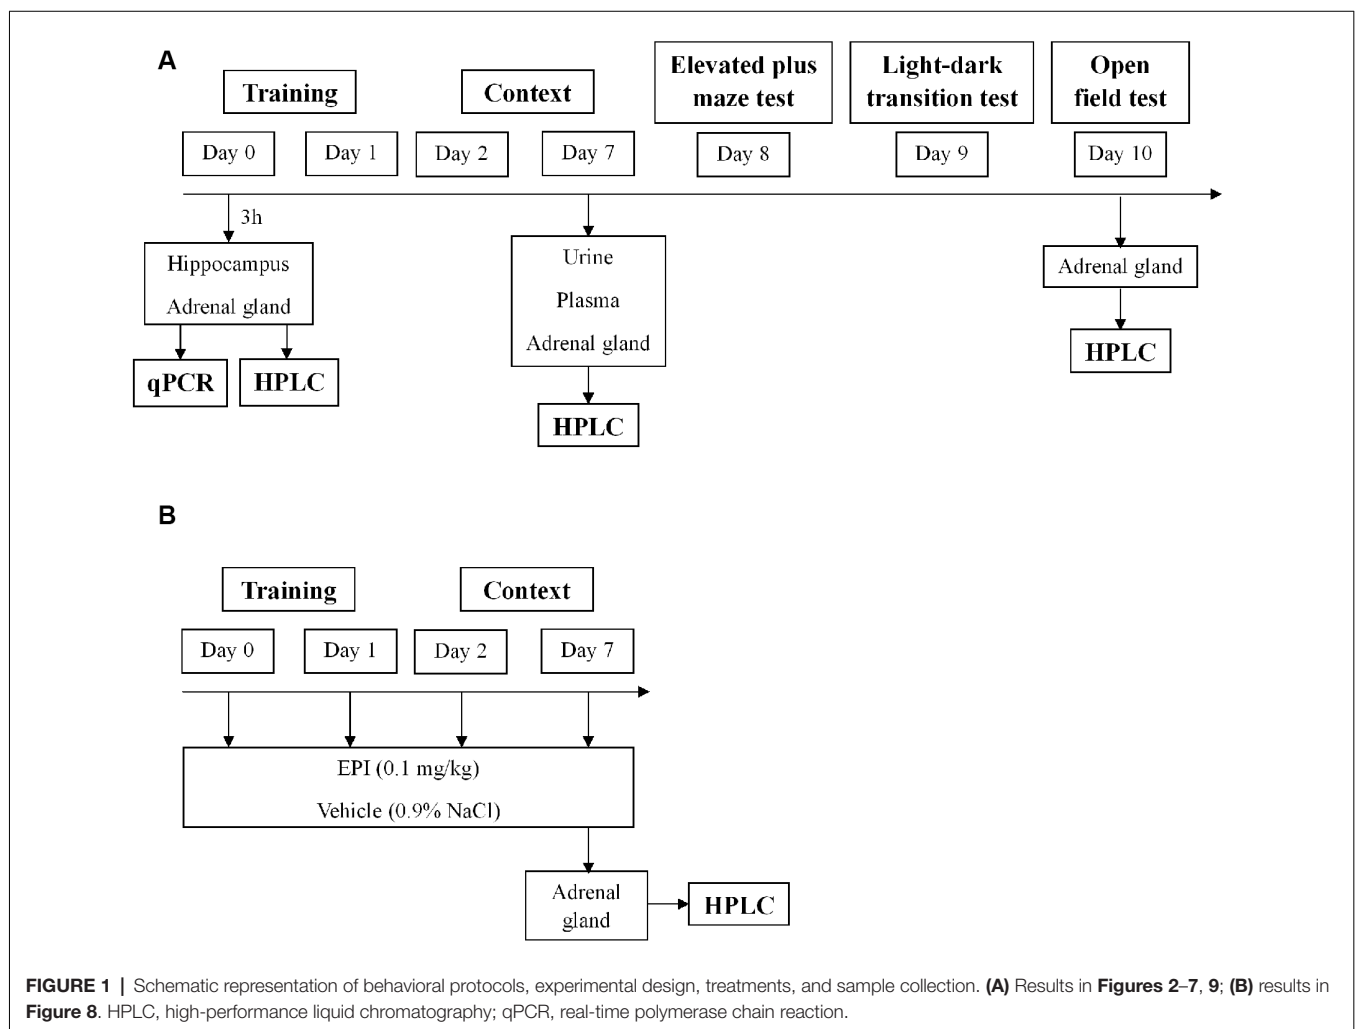 A
Training
Context
Elevated plus
maze test
Light-dark
transition test
Open
field test
Day 0
Day 1
Day 2
Day 7
Day 8
Day 9
Day 10
3h
Hippocampus
Adrenal gland
qPCR
HPLC
Urine
Plasma
Adrenal gland
HPLC
Adrenal gland
HPLC
B
Training
Context
Day 0
Day 1
Day 2
Day 7
EPI (0.1 mg/kg)
Vehicle (0.9% NaCl)
Adrenal
gland
HPLC
FIGURE 1 | Schematic representation of behavioral protocols, experimental design, treatments, and sample collection. (A) Results in Figures 2–7, 9; (B) results in
Figure 8. HPLC, high-performance liquid chromatography; qPCR, real-time polymerase chain reaction.